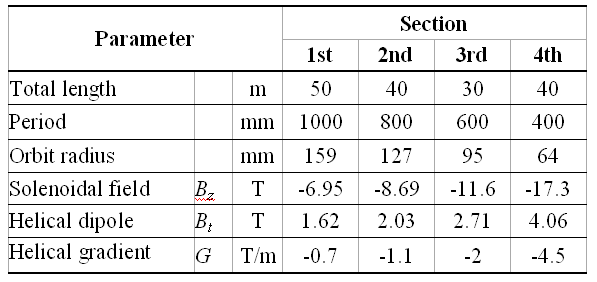 Parameter Section
1st 2nd 3rd 4th
Total length m 50 40 30 40
Period mm 1000 800 600 400
Orbit radius mm 159 127 95 64
Solenoidal field Bz T -6.95 -8.69 -11.6 -17.3
Helical dipole Bt T 1.62 2.03 2.71 4.06
Helical gradient G T/m -0.7 -1.1 -2 -4.5